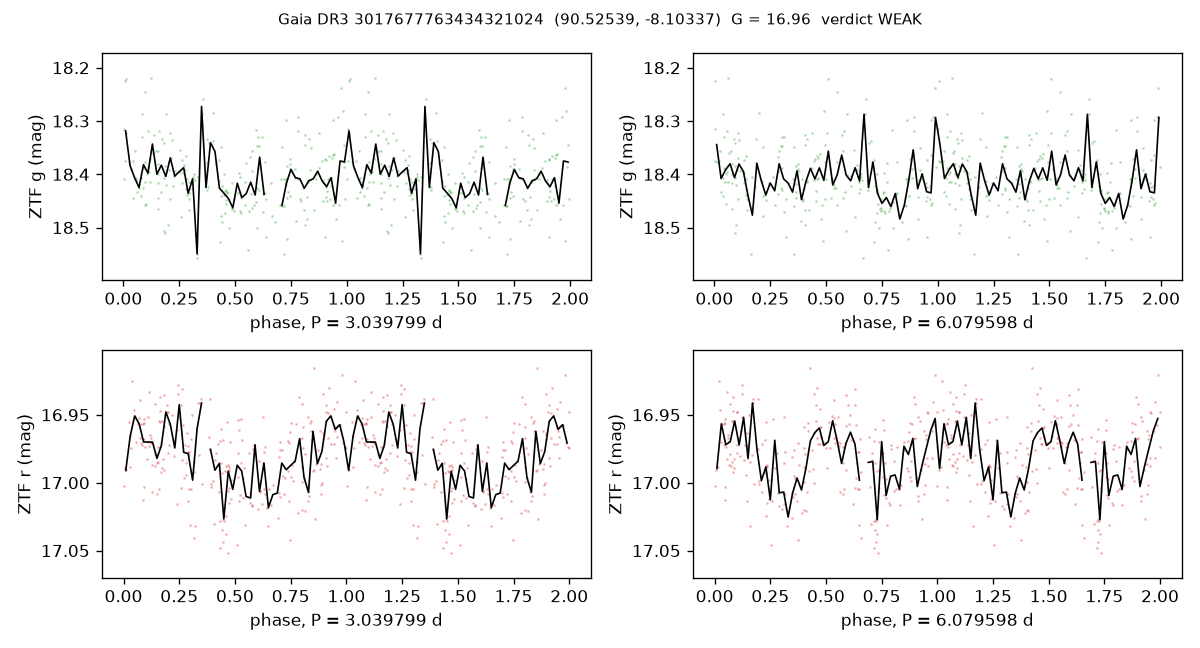 Gaia DR3 3017677763434321024  (90.52539, -8.10337)  G = 16.96  verdict WEAK
ZTF g (mag)
18.2
18.3
18.4
18.5
0.00 0.25 0.50 0.75 1.00 1.25 1.50 1.75 2.00
phase, P = 3.039799 d
ZTF g (mag)
18.2
18.3
18.4
18.5
0.00 0.25 0.50 0.75 1.00 1.25 1.50 1.75 2.00
phase, P = 6.079598 d
ZTF r (mag)
16.95
17.00
17.05
0.00 0.25 0.50 0.75 1.00 1.25 1.50 1.75 2.00
phase, P = 3.039799 d
ZTF r (mag)
16.95
17.00
17.05
0.00 0.25 0.50 0.75 1.00 1.25 1.50 1.75 2.00
phase, P = 6.079598 d